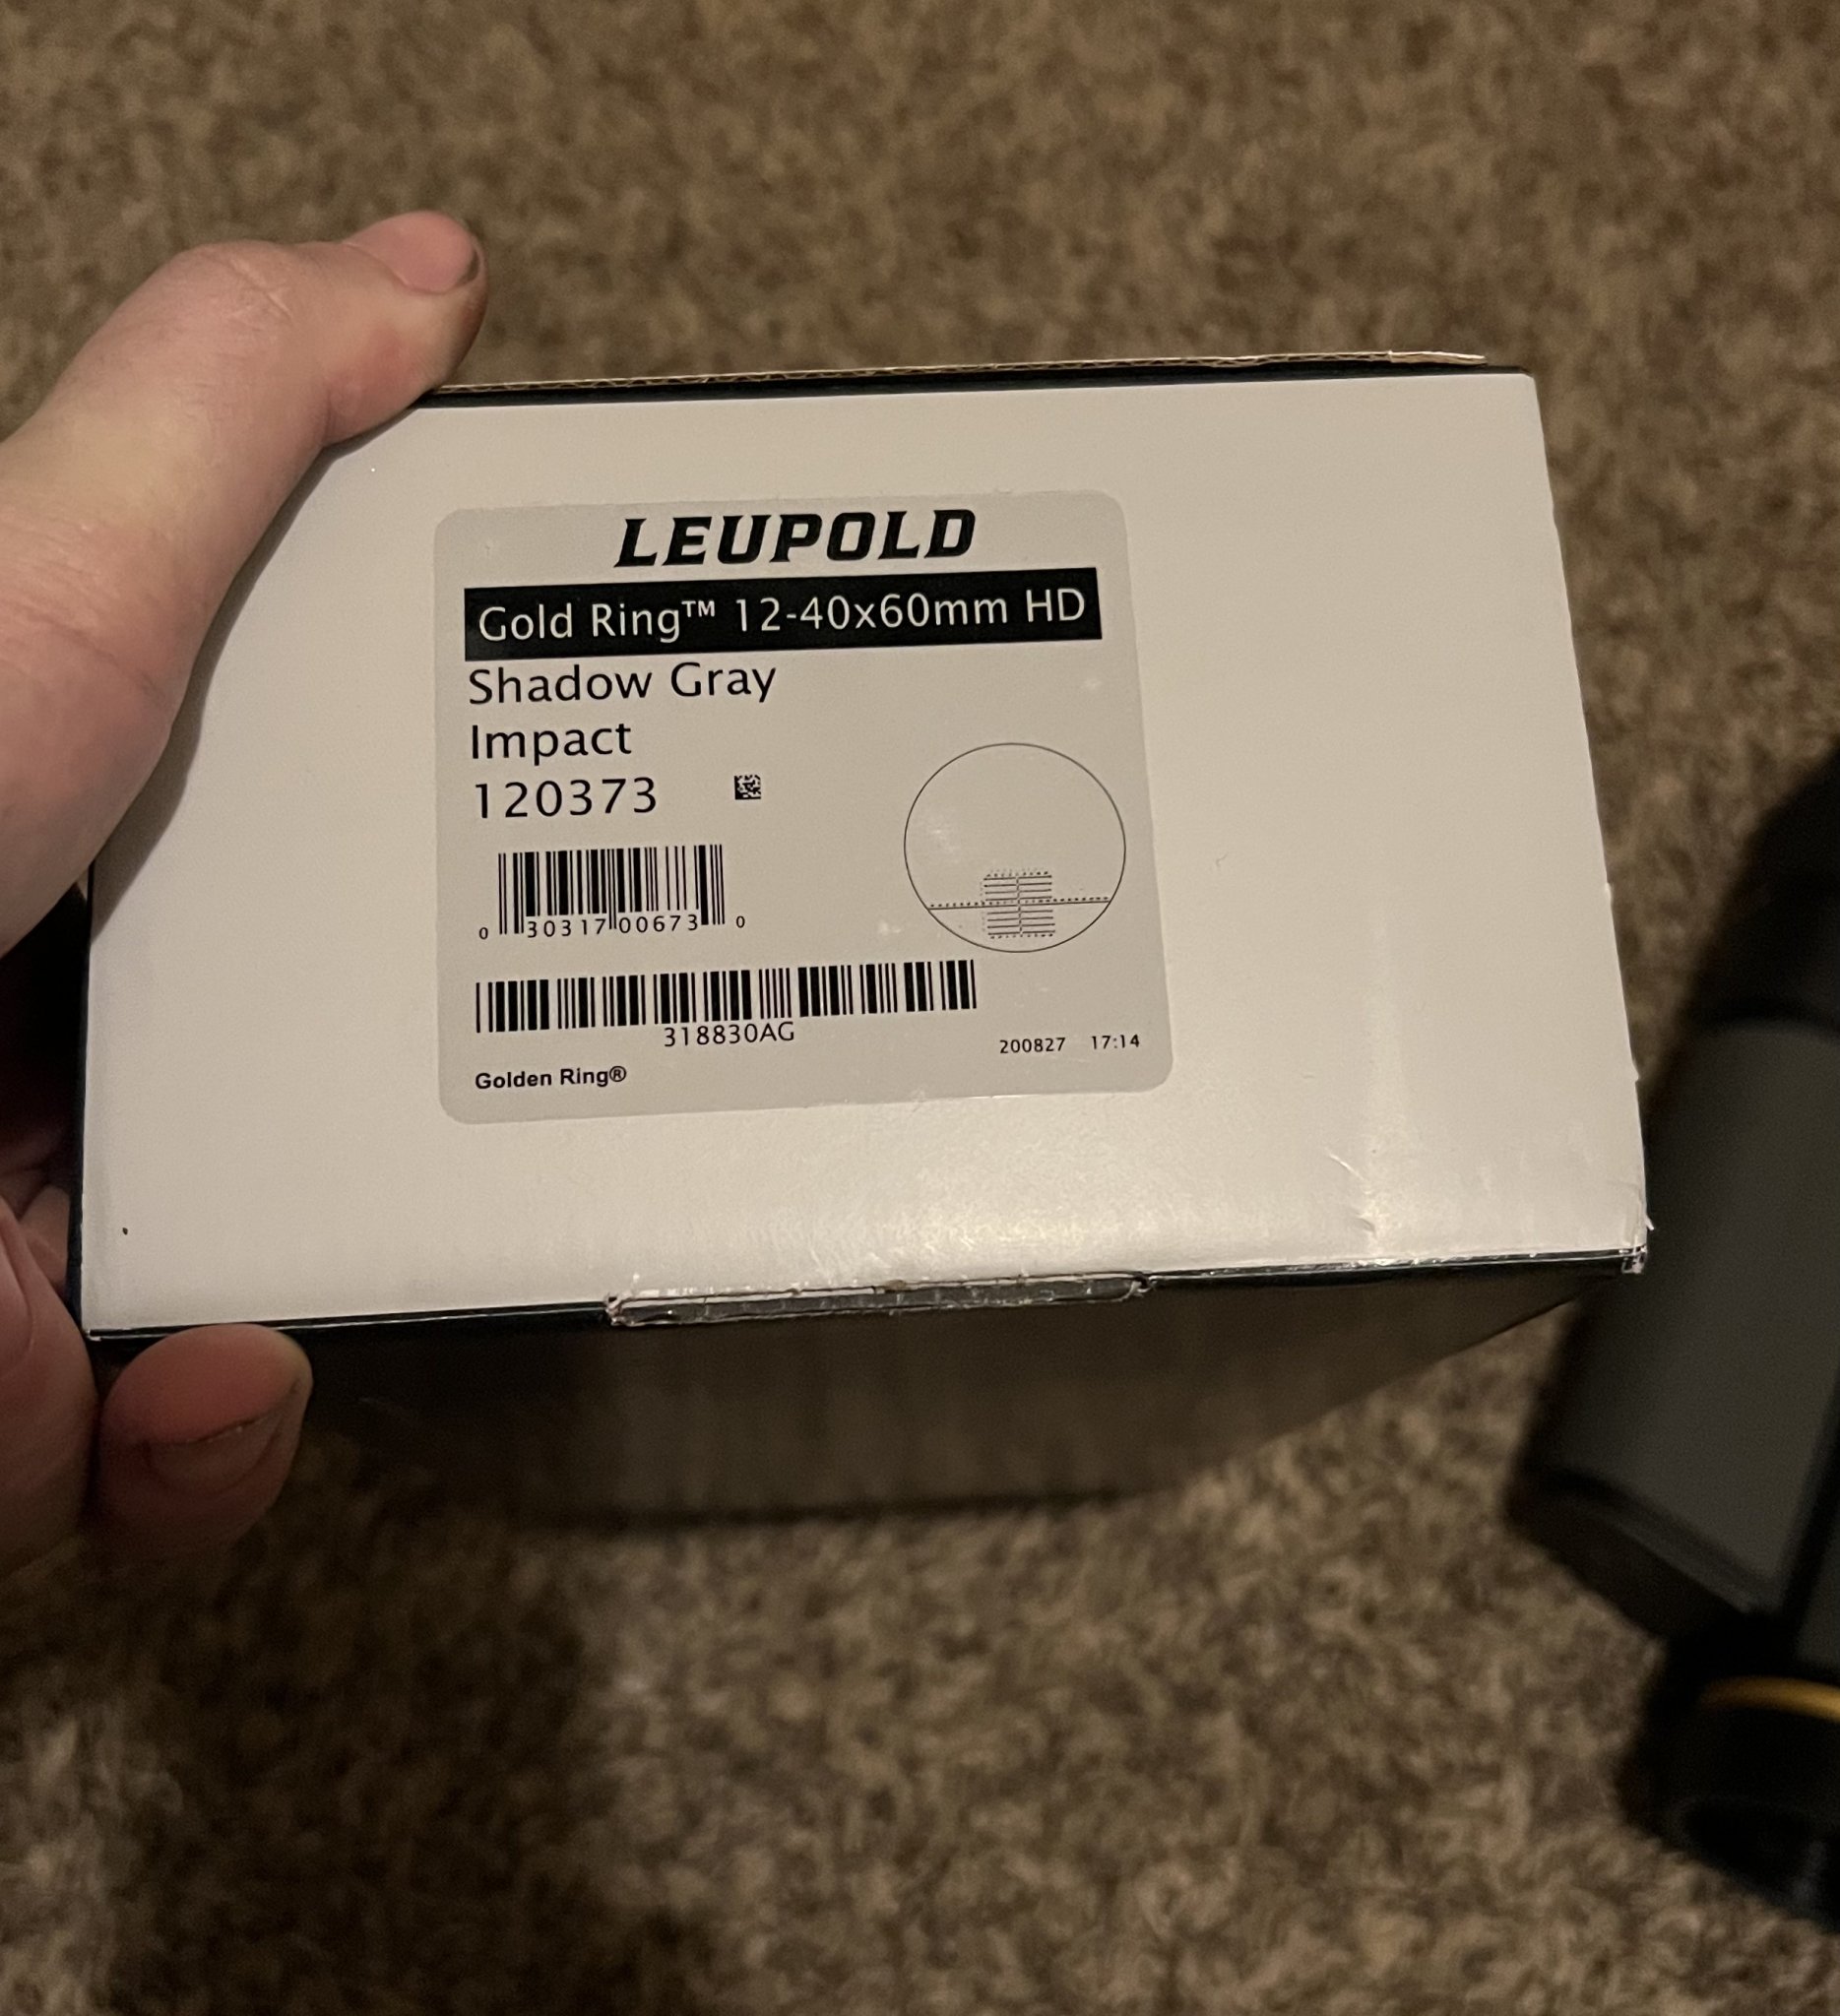 LEUPOLD
Gold Ring™ 12-40x60mm HD
Shadow Gray
Impact
120373
0 30317 00673 0
318830AG
200827 17:14
Golden Ring®